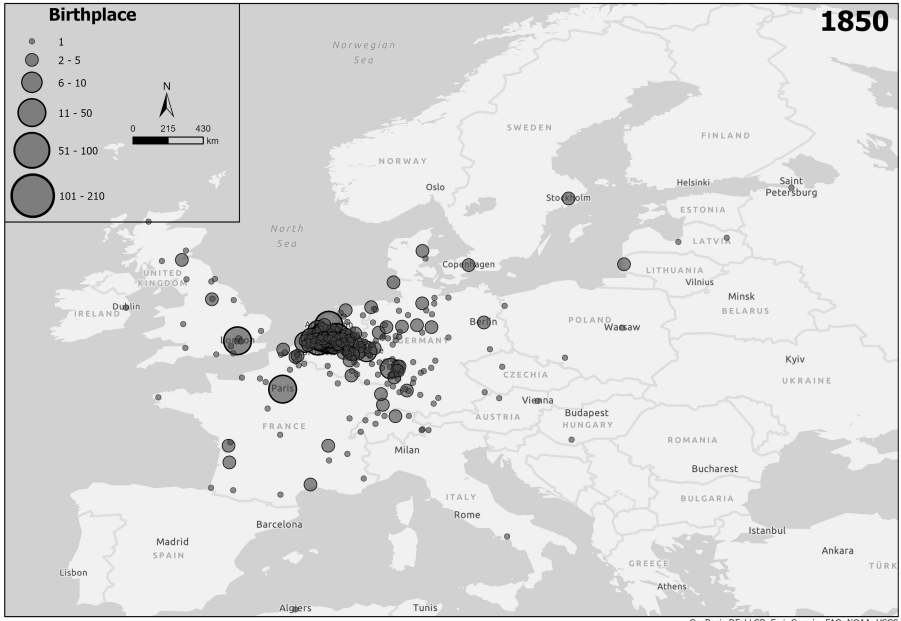 Birthplace
1850
1
2 - 5
6 - 10
11 - 50
51 - 100
101 - 210
N
0 215 430
km
Norwegian
Sea
SWEDEN
FINLAND
NORWAY
Oslo
Helsinki
Saint
Petersburg
Stockholm
ESTONIA
North
Sea
LATVIA
Copenhagen
LITHUANIA
UNITED
KINGDOM
Vilnius
Dublin
IRELAND
Minsk
BELARUS
Berlin
POLAND
Warsaw
London
GERMANY
Kyiv
CZECHIA
UKRAINE
Paris
Vienna
AUSTRIA
Budapest
HUNGARY
FRANCE
ROMANIA
Milan
Bucharest
ITALY
BULGARIA
Rome
Barcelona
Istanbul
Madrid
SPAIN
Ankara
GREECE
TÜRK
Lisbon
Athens
Algiers
Tunis